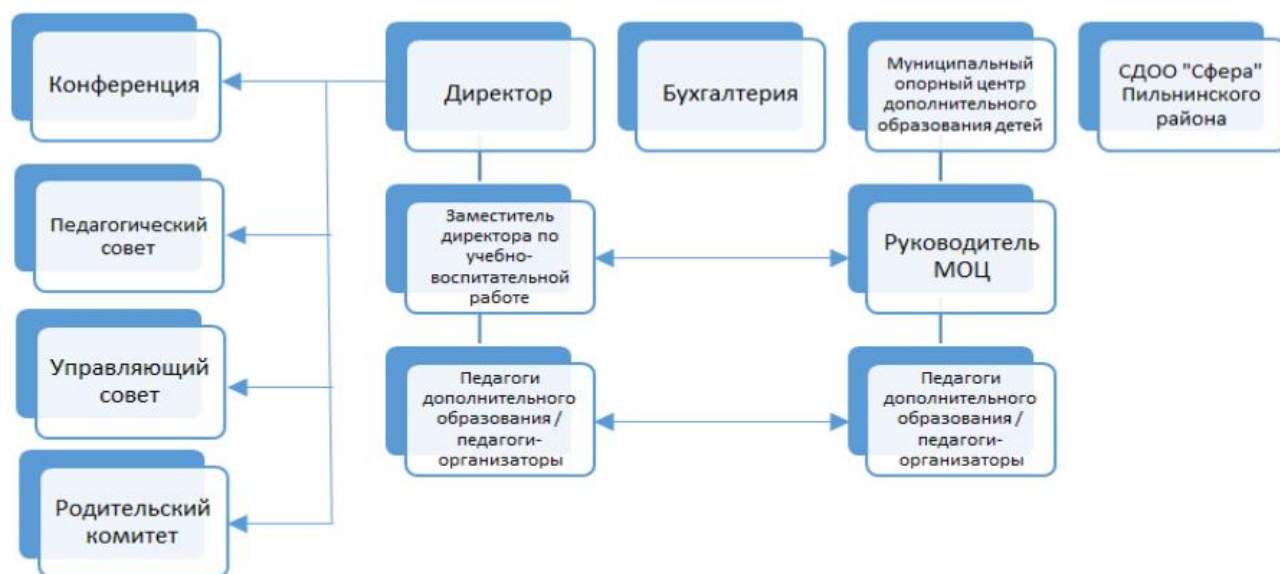 Конференция
Директор
Бухгалтерия
Муниципальный
опорный центр
дополнительного
образования детей
СДОО "Сфера"
Пильнинского
района
Педагогический
совет
Заместитель
директора по
учебно-
воспитательной
работе
Руководитель
МОЦ
Управляющий
совет
Педагоги
дополнительного
образования /
педагоги-
организаторы
Педагоги
дополнительного
образования /
педагоги-
организаторы
Родительский
комитет